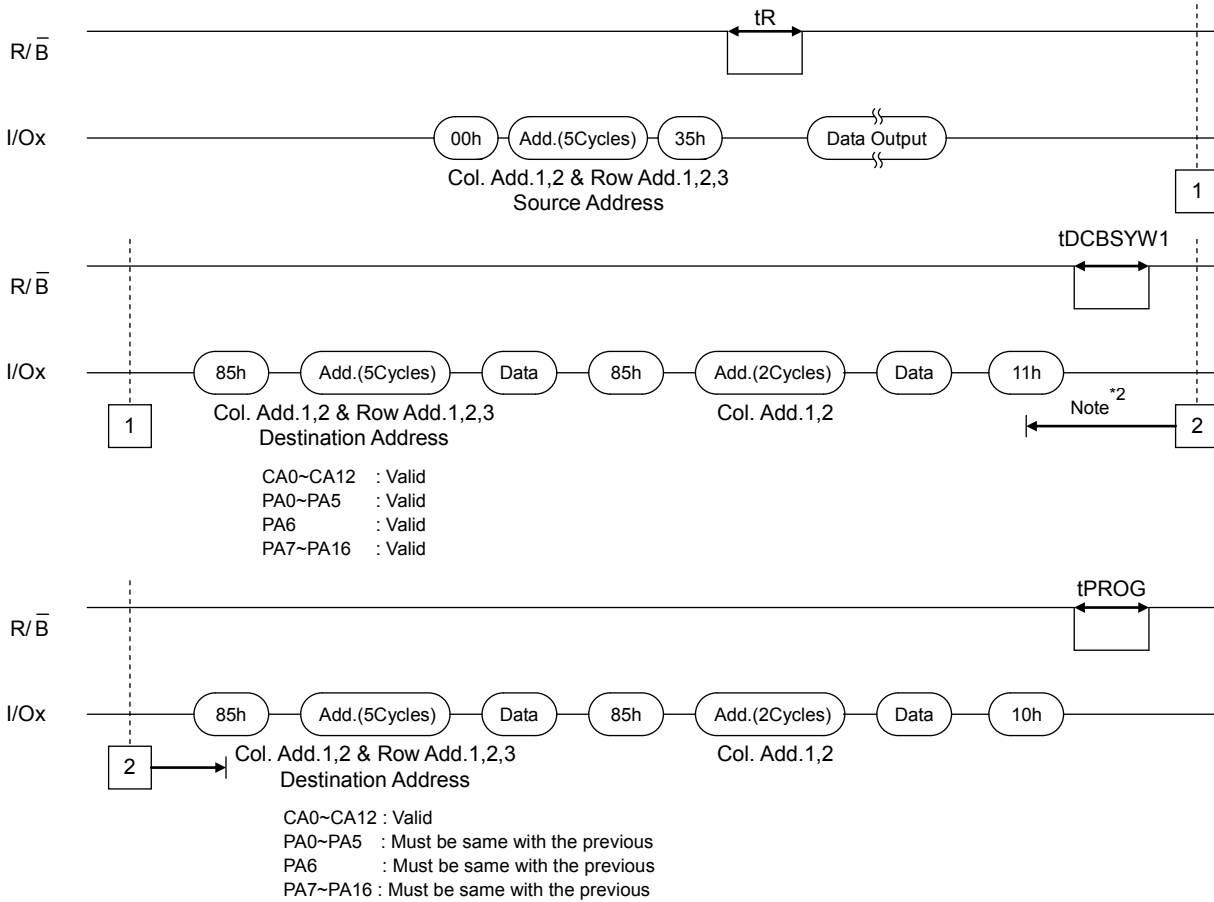 tR
R/B̅
I/Ox
00h
Add.(5Cycles)
35h
Data Output
Col. Add.1,2 & Row Add.1,2,3
Source Address
1
tDCBSYW1
R/B̅
I/Ox
85h
Add.(5Cycles)
Data
85h
Add.(2Cycles)
Data
11h
1
Col. Add.1,2 & Row Add.1,2,3
Destination Address
Col. Add.1,2
Note*2
2
CA0~CA12 : Valid
PA0~PA5 : Valid
PA6 : Valid
PA7~PA16 : Valid
tPROG
R/B̅
I/Ox
85h
Add.(5Cycles)
Data
85h
Add.(2Cycles)
Data
10h
2
Col. Add.1,2 & Row Add.1,2,3
Destination Address
Col. Add.1,2
CA0~CA12 : Valid
PA0~PA5 : Must be same with the previous
PA6 : Must be same with the previous
PA7~PA16 : Must be same with the previous